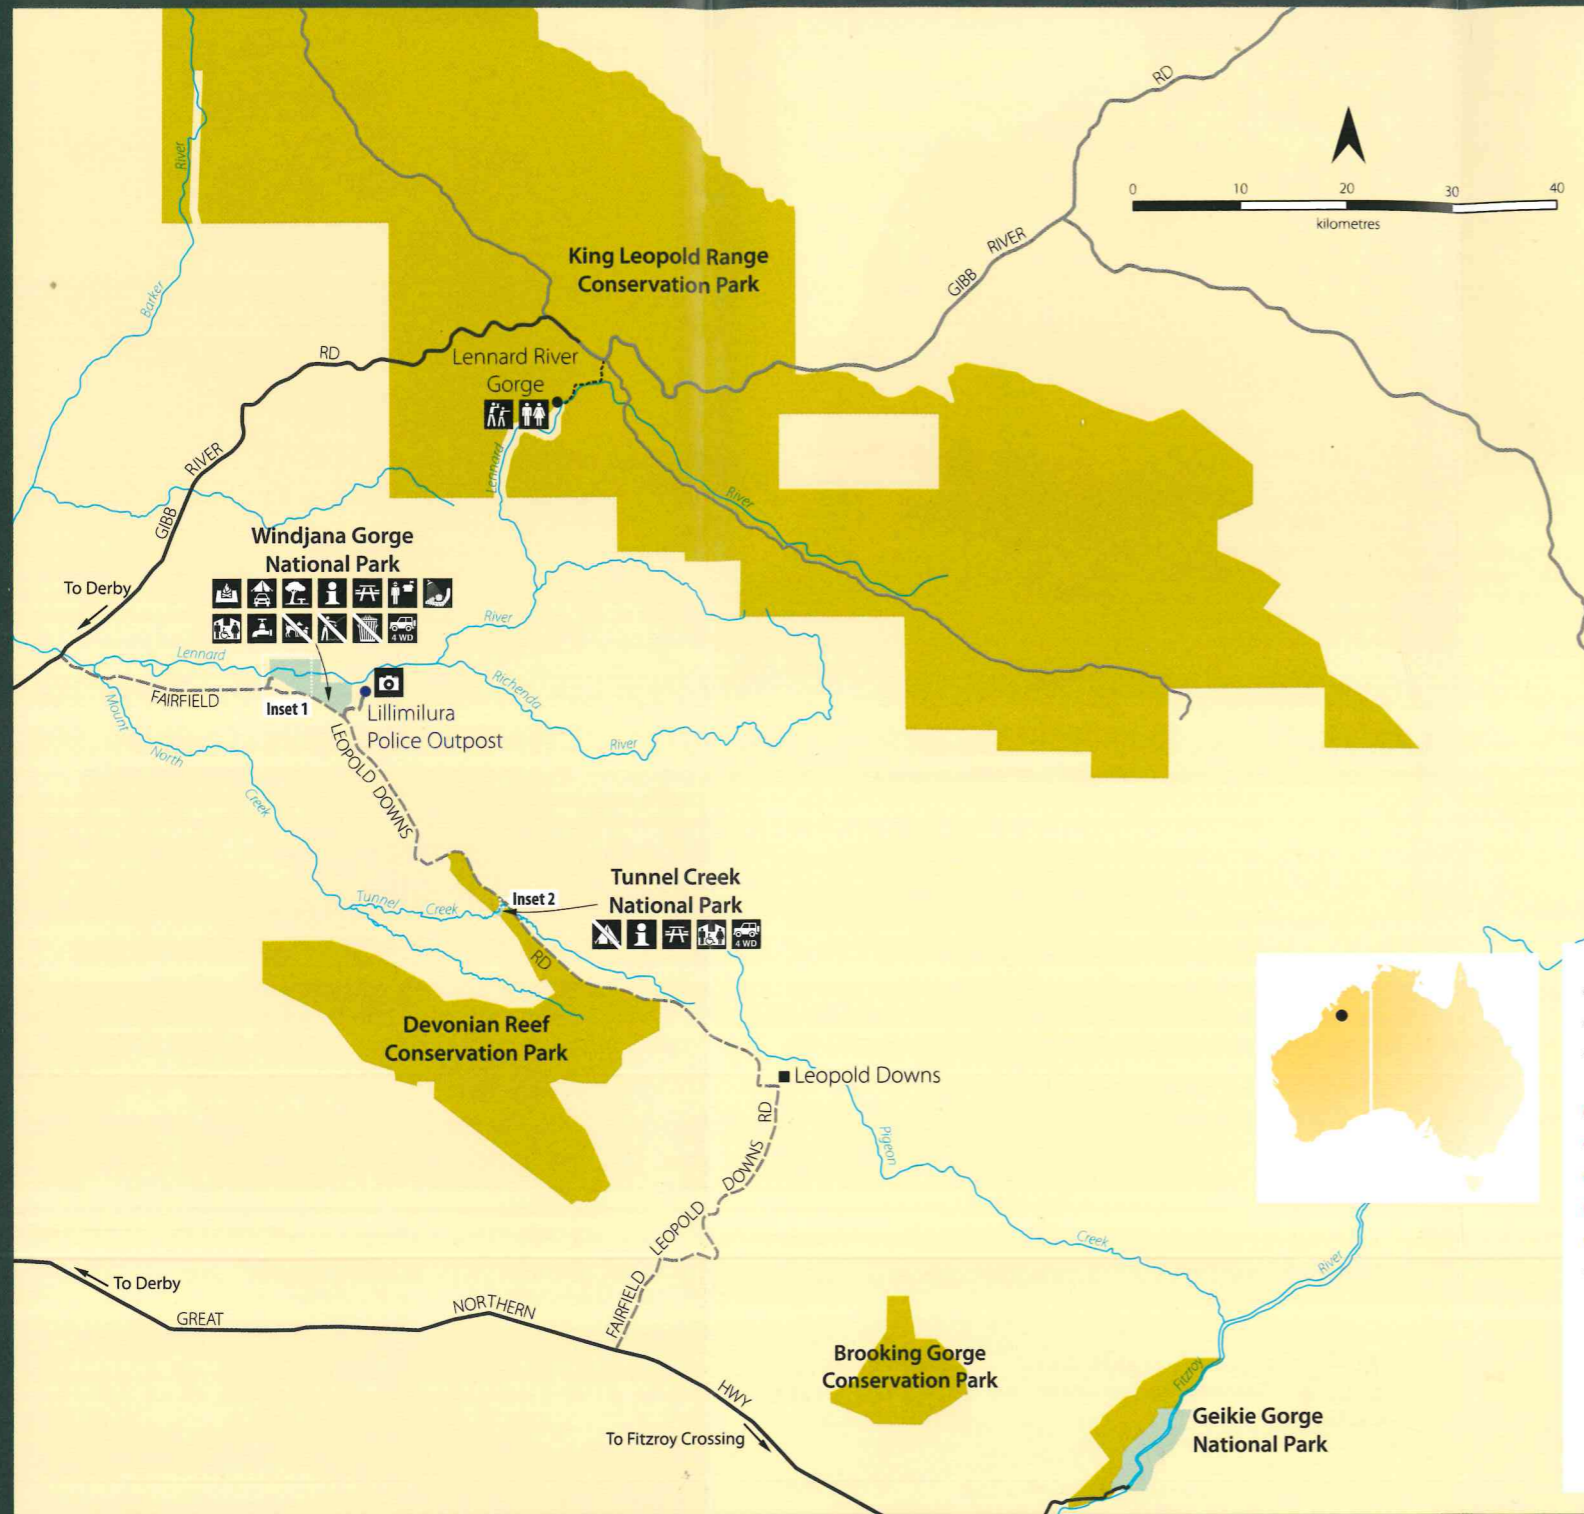 RD
0 10 20 30 40
kilometres
River
King Leopold Range
Conservation Park
GIBB RIVER
Barker
RD
Lennard River
Gorge
RIVER
Lennard
River
GIBB
Windjana Gorge
National Park
To Derby
4 WD
River
Lennard
Richenda
FAIRFIELD
Inset 1
Lillimilura
Police Outpost
Mount
North
LEOPOLD DOWNS
River
Creek
Tunnel Creek
National Park
Inset 2
Tunnel Creek
4 WD
RD
Devonian Reef
Conservation Park
Leopold Downs
RD
Pigeon
DOWNS
LEOPOLD
Creek
River
To Derby
FAIRFIELD
GREAT
NORTHERN
Brooking Gorge
Conservation Park
Fitzroy
HWY
Geikie Gorge
National Park
To Fitzroy Crossing